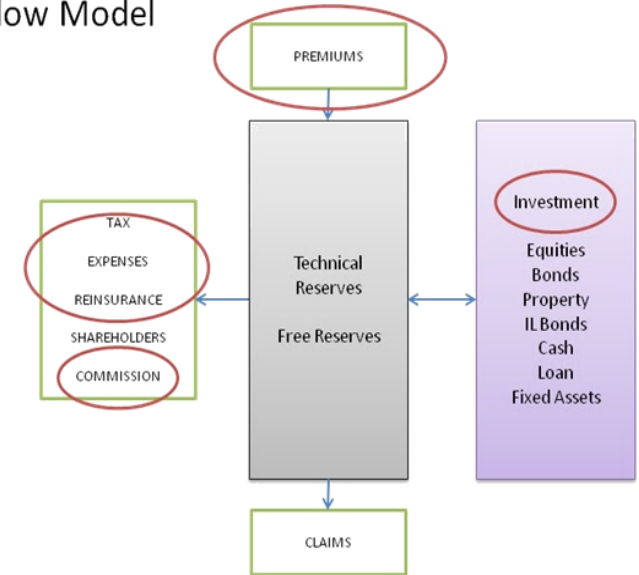 low Model
PREMIUMS
TAX
EXPENSES
REINSURANCE
SHAREHOLDERS
COMMISSION
Technical
Reserves
Free Reserves
Investment
Equities
Bonds
Property
IL Bonds
Cash
Loan
Fixed Assets
CLAIMS